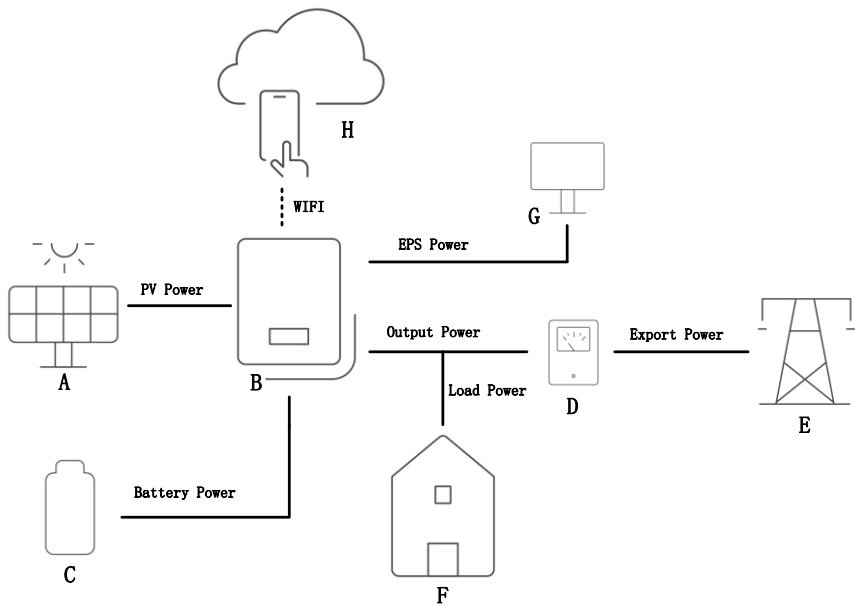 H
WIFI
G
EPS Power
PV Power
Output Power
Export Power
A
B
Load Power
D
E
Battery Power
C
F